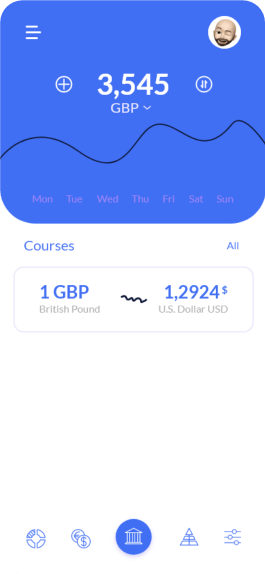 3,545
GBP
Mon Tue Wed Thu Fri Sat Sun
Courses All
1 GBP 1,2924 $
British Pound U.S. Dollar USD